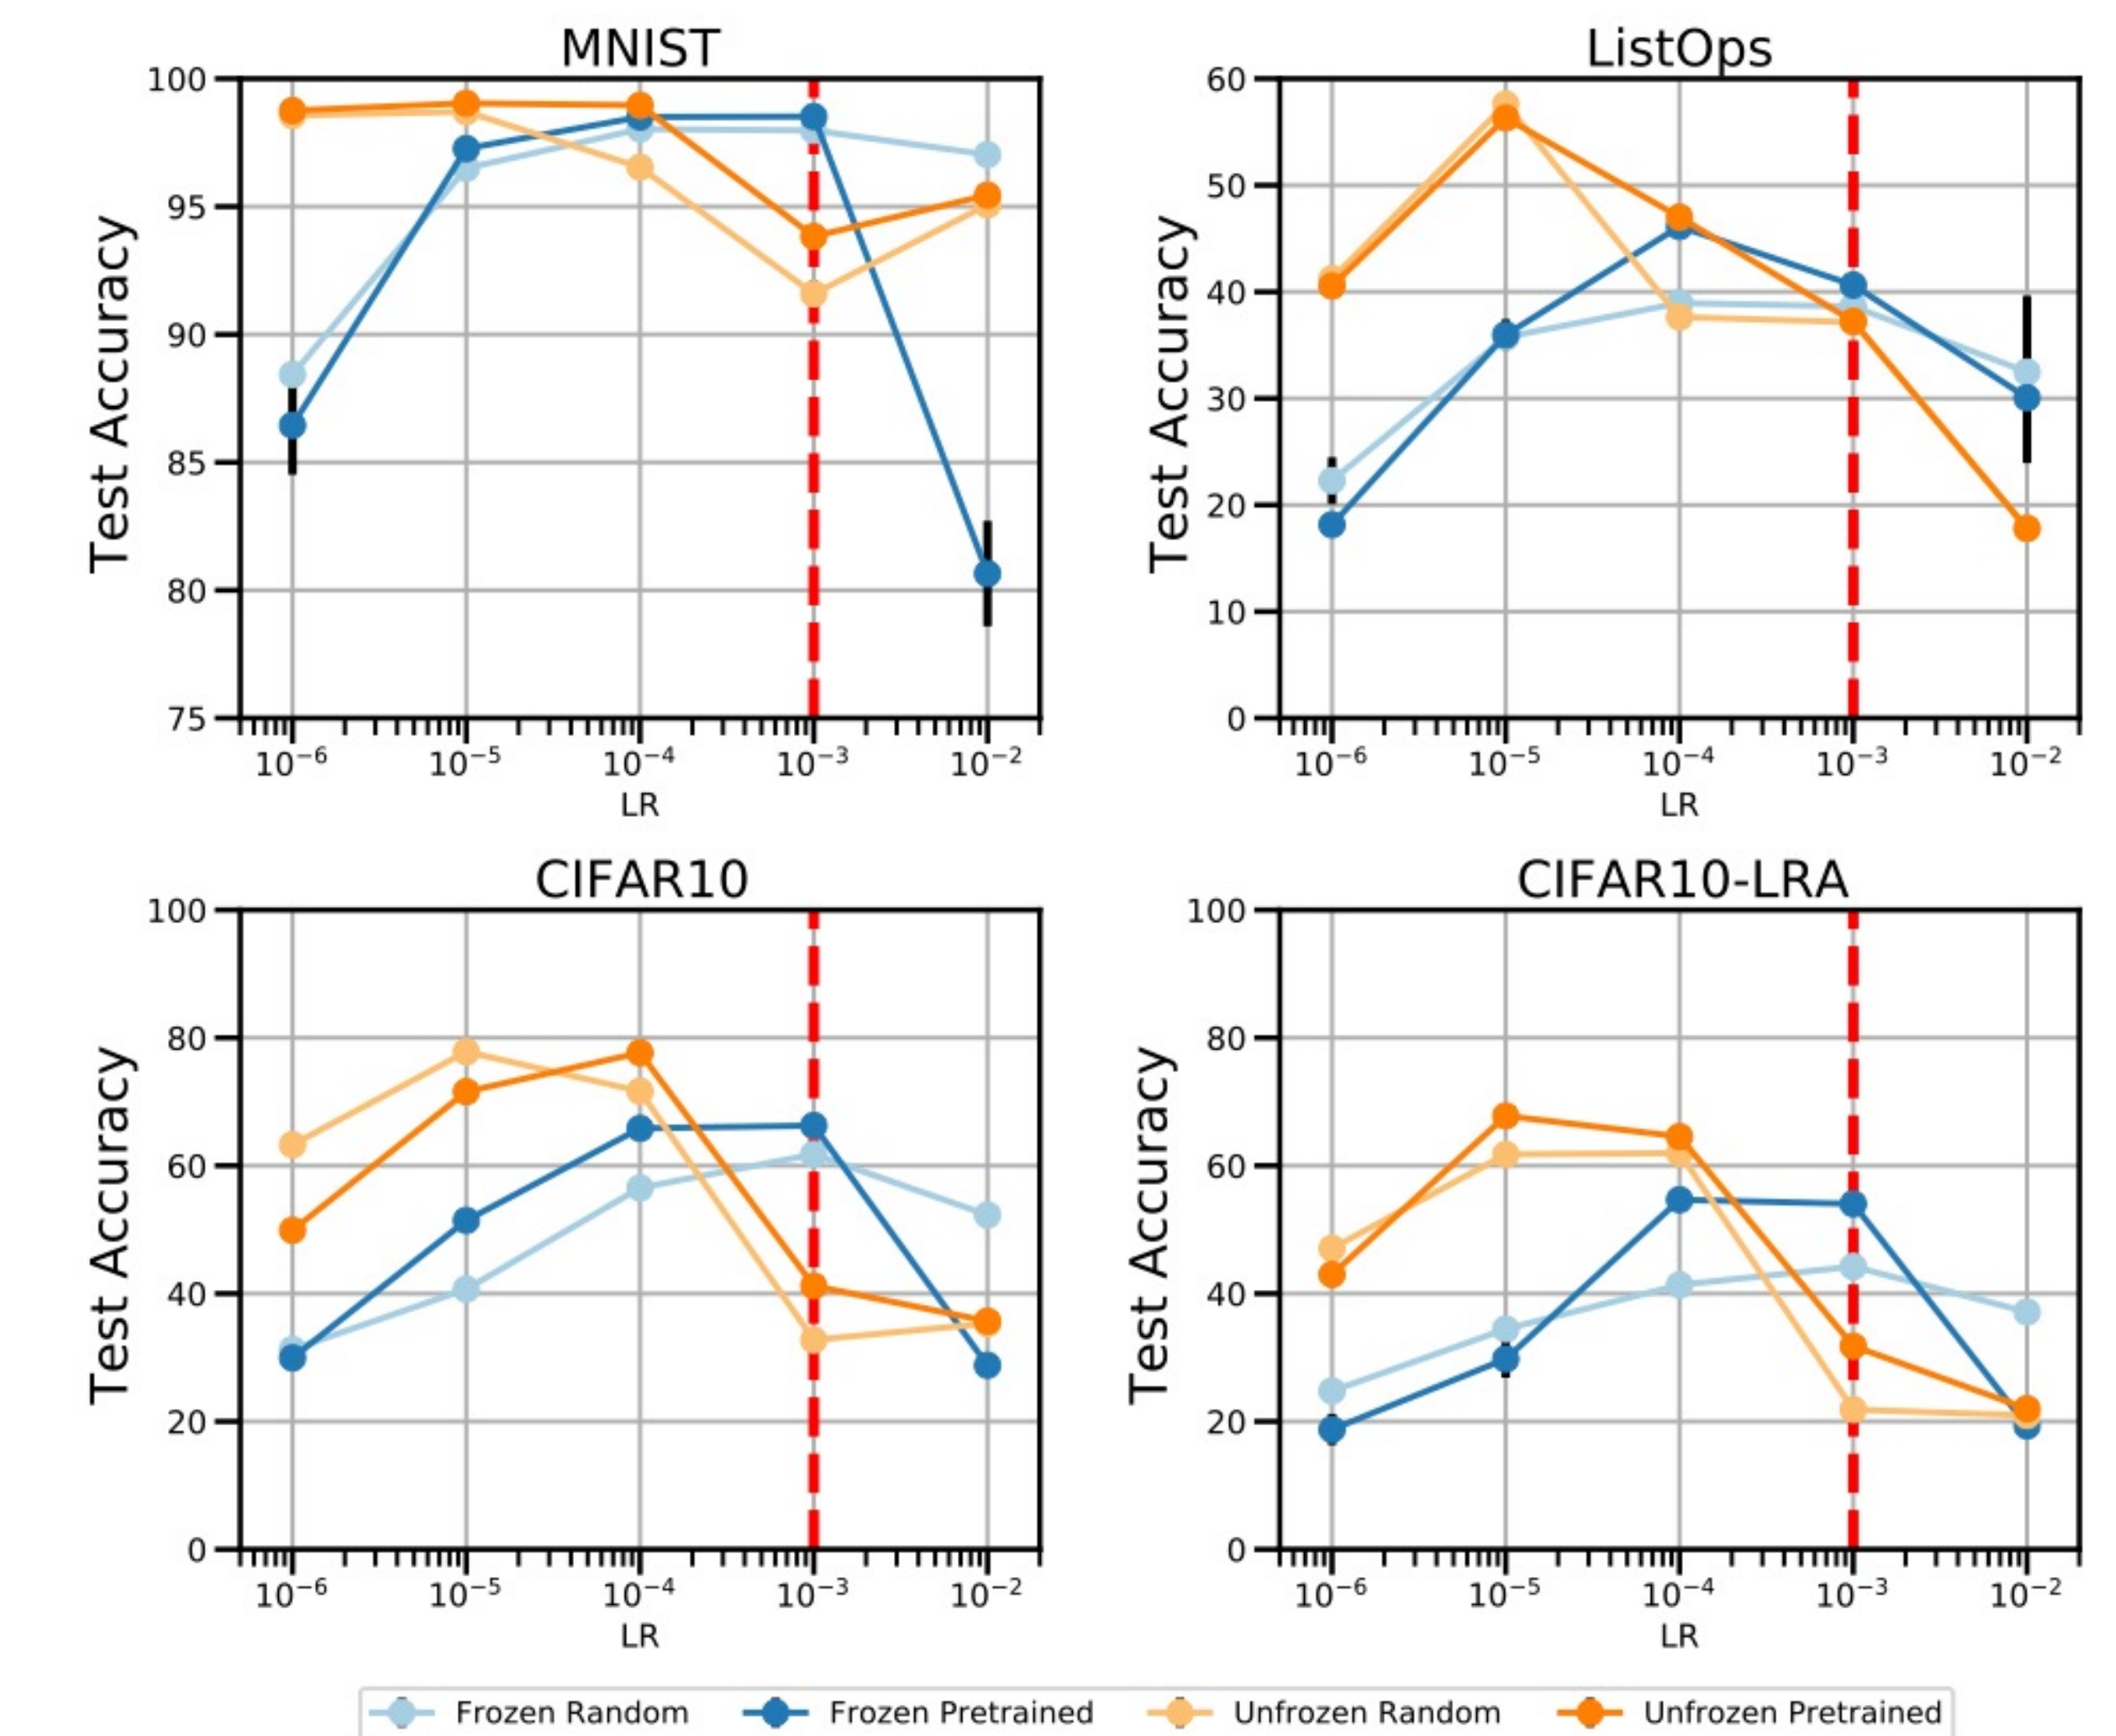 MNIST
100
95
90
85
80
75
Test Accuracy
10⁻⁶ 10⁻⁵ 10⁻⁴ 10⁻³ 10⁻²
LR
ListOps
60
50
40
30
20
10
0
Test Accuracy
10⁻⁶ 10⁻⁵ 10⁻⁴ 10⁻³ 10⁻²
LR
CIFAR10
100
80
60
40
20
0
Test Accuracy
10⁻⁶ 10⁻⁵ 10⁻⁴ 10⁻³ 10⁻²
LR
CIFAR10-LRA
100
80
60
40
20
0
Test Accuracy
10⁻⁶ 10⁻⁵ 10⁻⁴ 10⁻³ 10⁻²
LR
Frozen Random Frozen Pretrained Unfrozen Random Unfrozen Pretrained